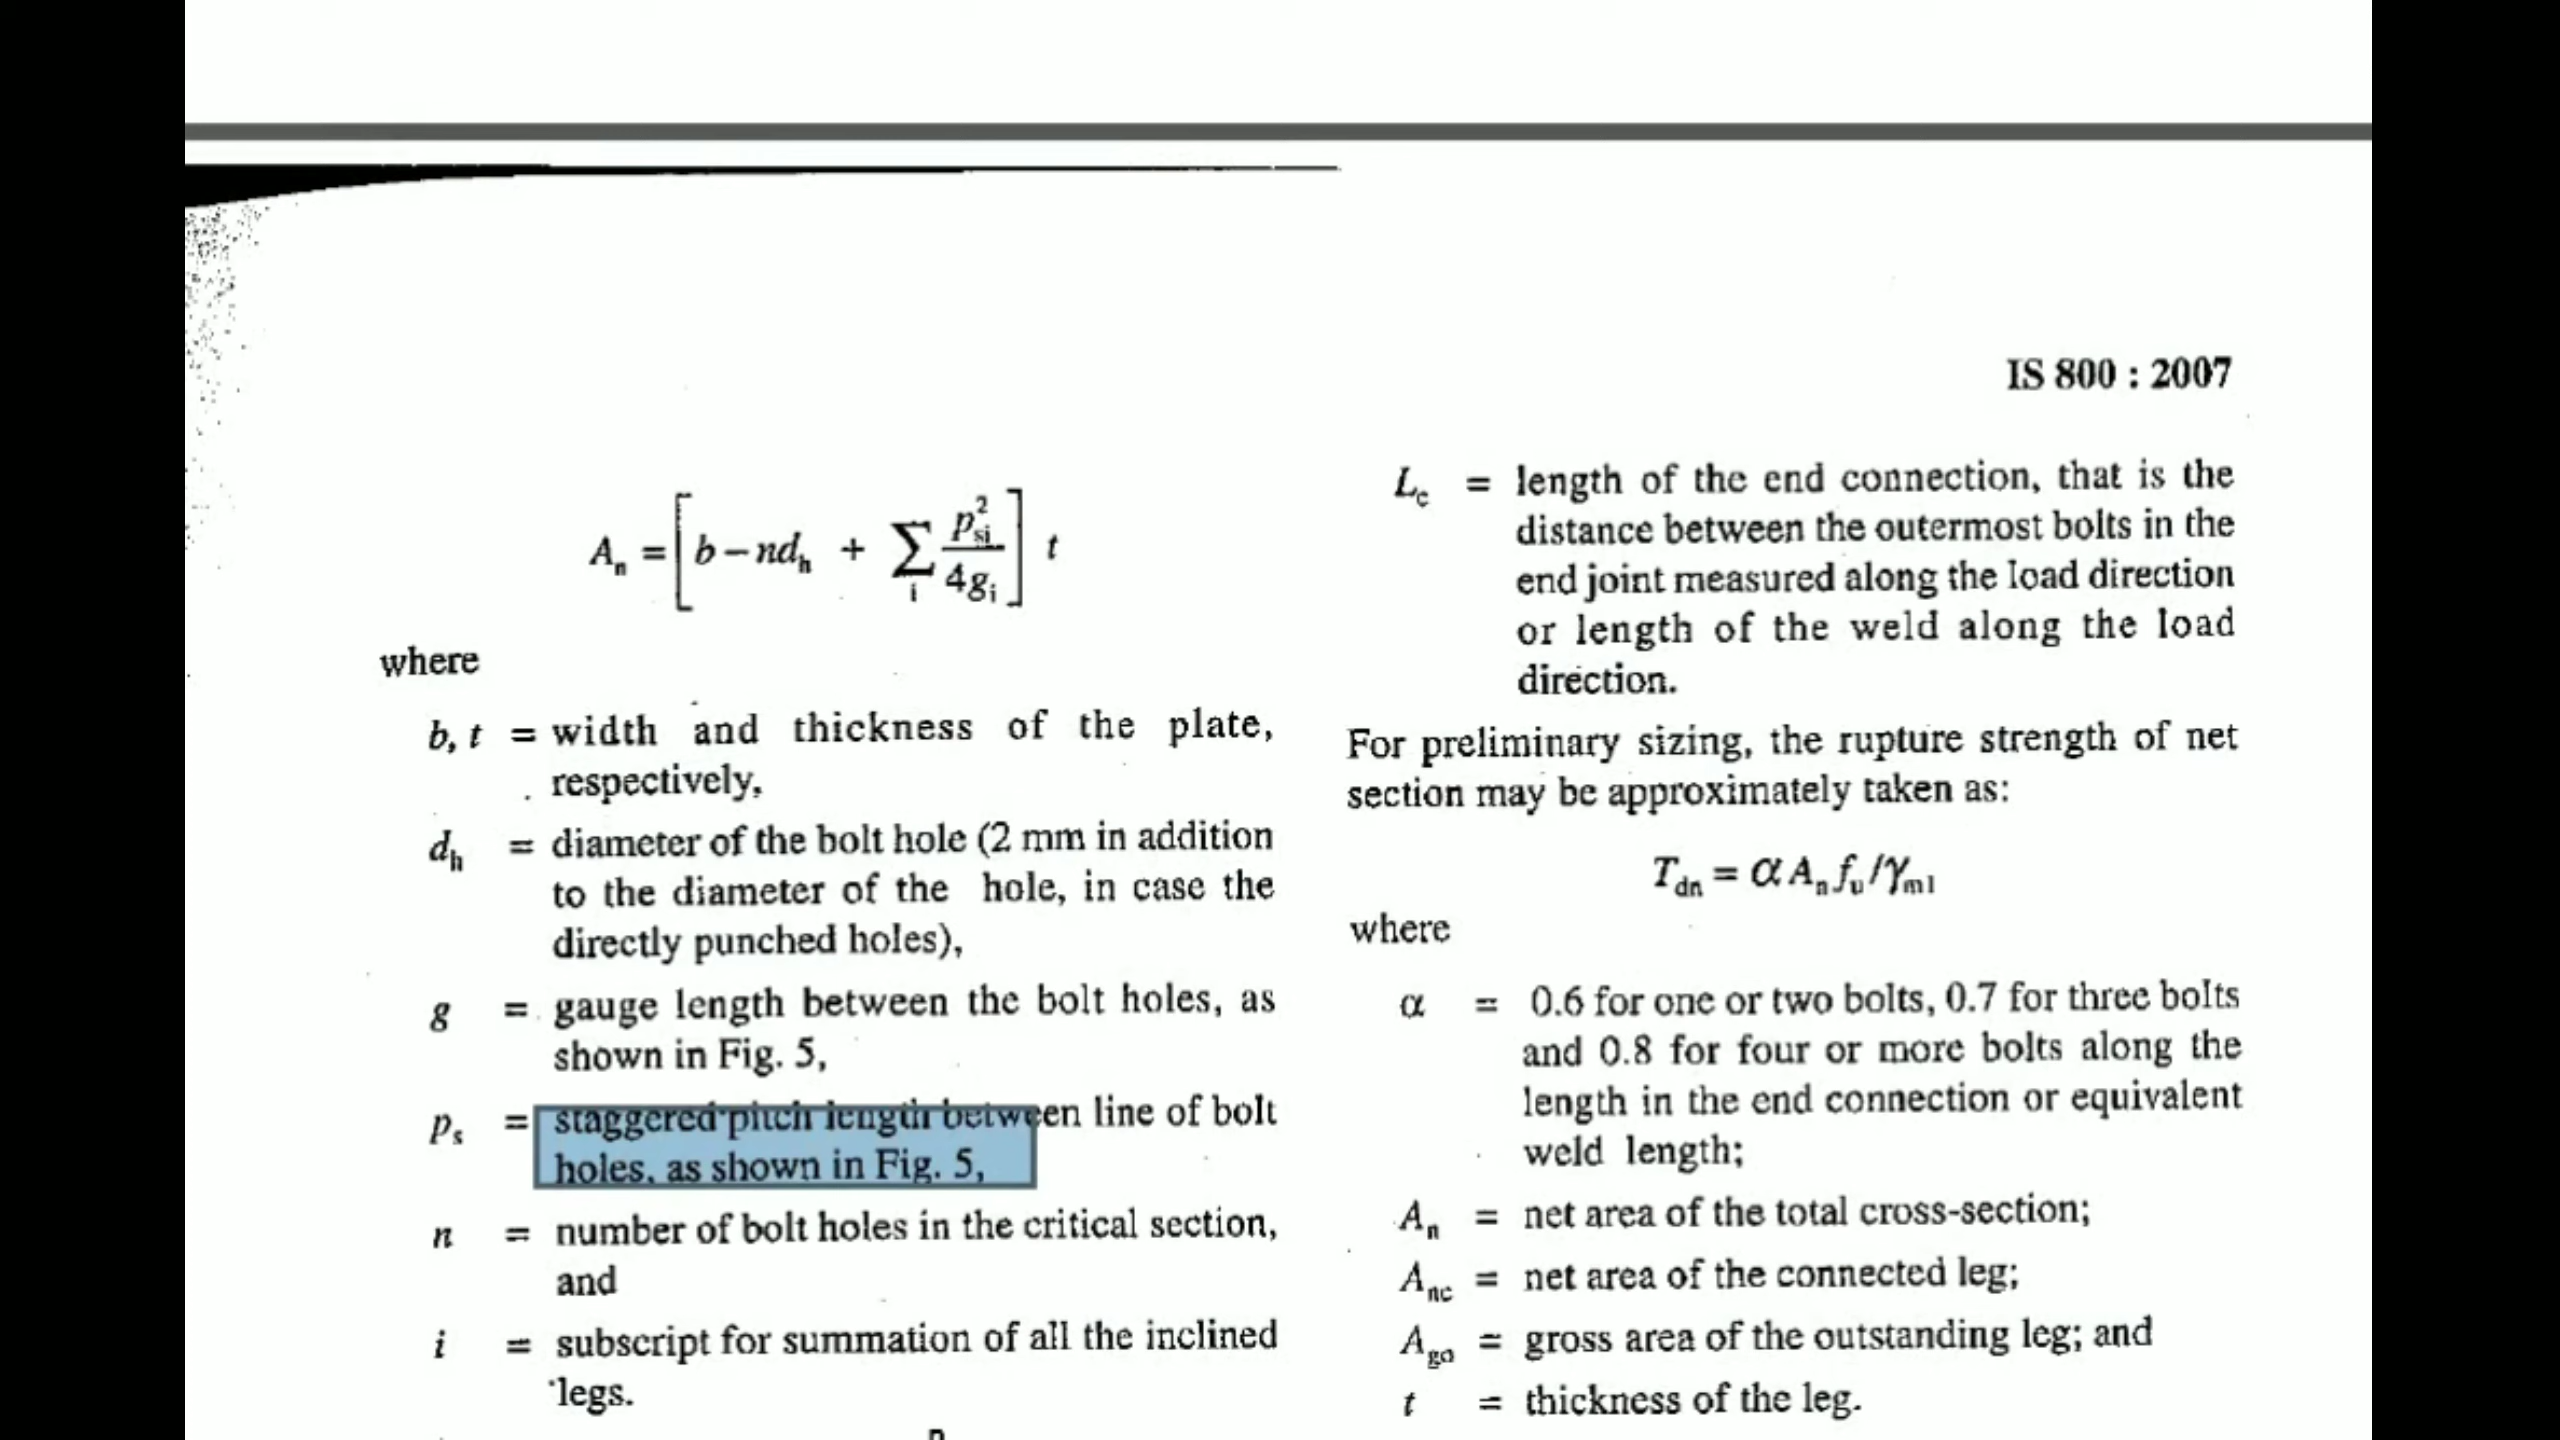 IS 800 : 2007
A_n = [ b – nd_h + ∑_i p_si^2 / 4g_i ] t
where
b, t = width and thickness of the plate,
respectively,
d_h = diameter of the bolt hole (2 mm in addition
to the diameter of the hole, in case the
directly punched holes),
g = gauge length between the bolt holes, as
shown in Fig. 5,
p_s = staggered pitch length between line of bolt
holes, as shown in Fig. 5,
n = number of bolt holes in the critical section,
and
i = subscript for summation of all the inclined
legs.
L_c = length of the end connection, that is the
distance between the outermost bolts in the
end joint measured along the load direction
or length of the weld along the load
direction.
For preliminary sizing, the rupture strength of net
section may be approximately taken as:
T_dn = α A_n f_u /γ_m1
where
α = 0.6 for one or two bolts, 0.7 for three bolts
and 0.8 for four or more bolts along the
length in the end connection or equivalent
weld length;
A_n = net area of the total cross-section;
A_nc = net area of the connected leg;
A_go = gross area of the outstanding leg; and
t = thickness of the leg.